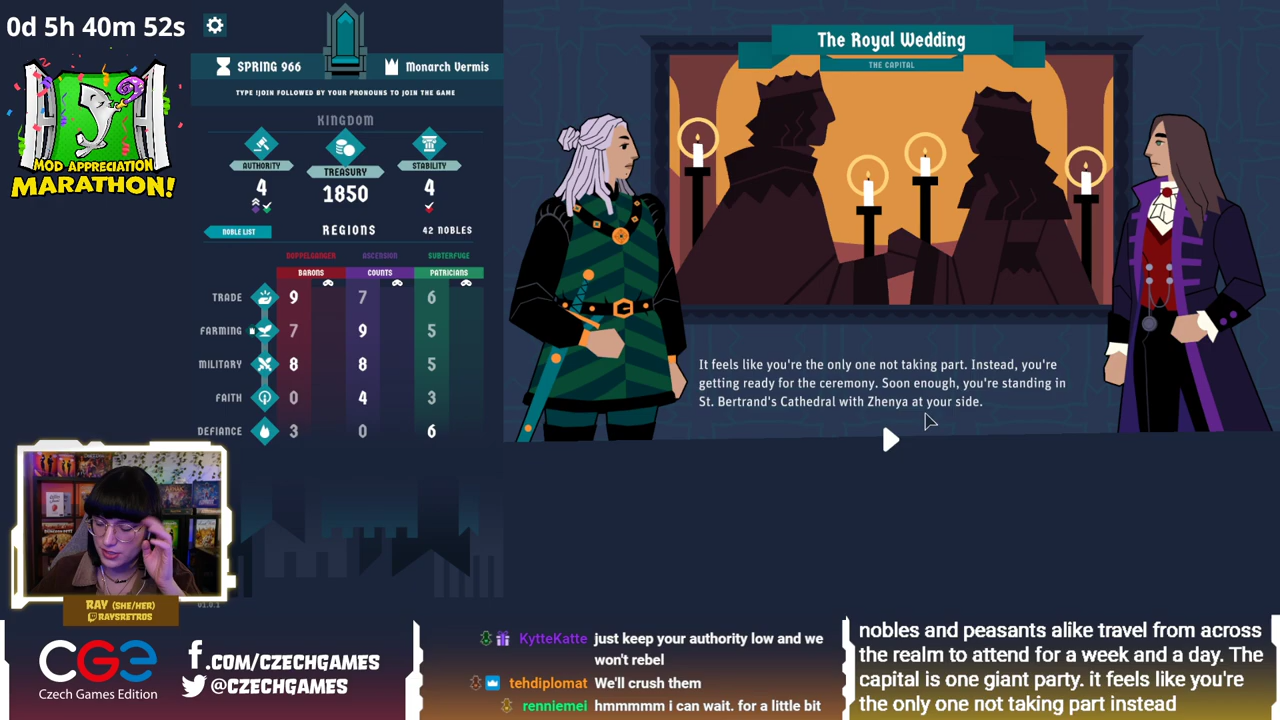 0d 5h 40m 52s
MOD APPRECIATION
MARATHON!
SPRING 966
Monarch Vermis
TYPE !JOIN FOLLOWED BY YOUR PRONOUNS TO JOIN THE GAME
KINGDOM
AUTHORITY
TREASURY
STABILITY
4
1850
4
NOBLE LIST
REGIONS
42 NOBLES
DOPPELGANGER
ASCENSION
SUBTERFUGE
BARONS
COUNTS
PATRICIANS
TRADE 9 7 6
FARMING 7 9 5
MILITARY 8 8 5
FAITH 0 4 3
DEFIANCE 3 0 6
The Royal Wedding
THE CAPITAL
It feels like you're the only one not taking part. Instead, you're
getting ready for the ceremony. Soon enough, you're standing in
St. Bertrand's Cathedral with Zhenya at your side.
RAY (SHE/HER)
RAYSRETROS
V1.0.1
CGE
Czech Games Edition
.COM/CZECHGAMES
@CZECHGAMES
KytteKatte just keep your authority low and we
won't rebel
tehdiplomat We'll crush them
renniemei hmmmmm i can wait. for a little bit
nobles and peasants alike travel from across
the realm to attend for a week and a day. The
capital is one giant party. it feels like you're
the only one not taking part instead